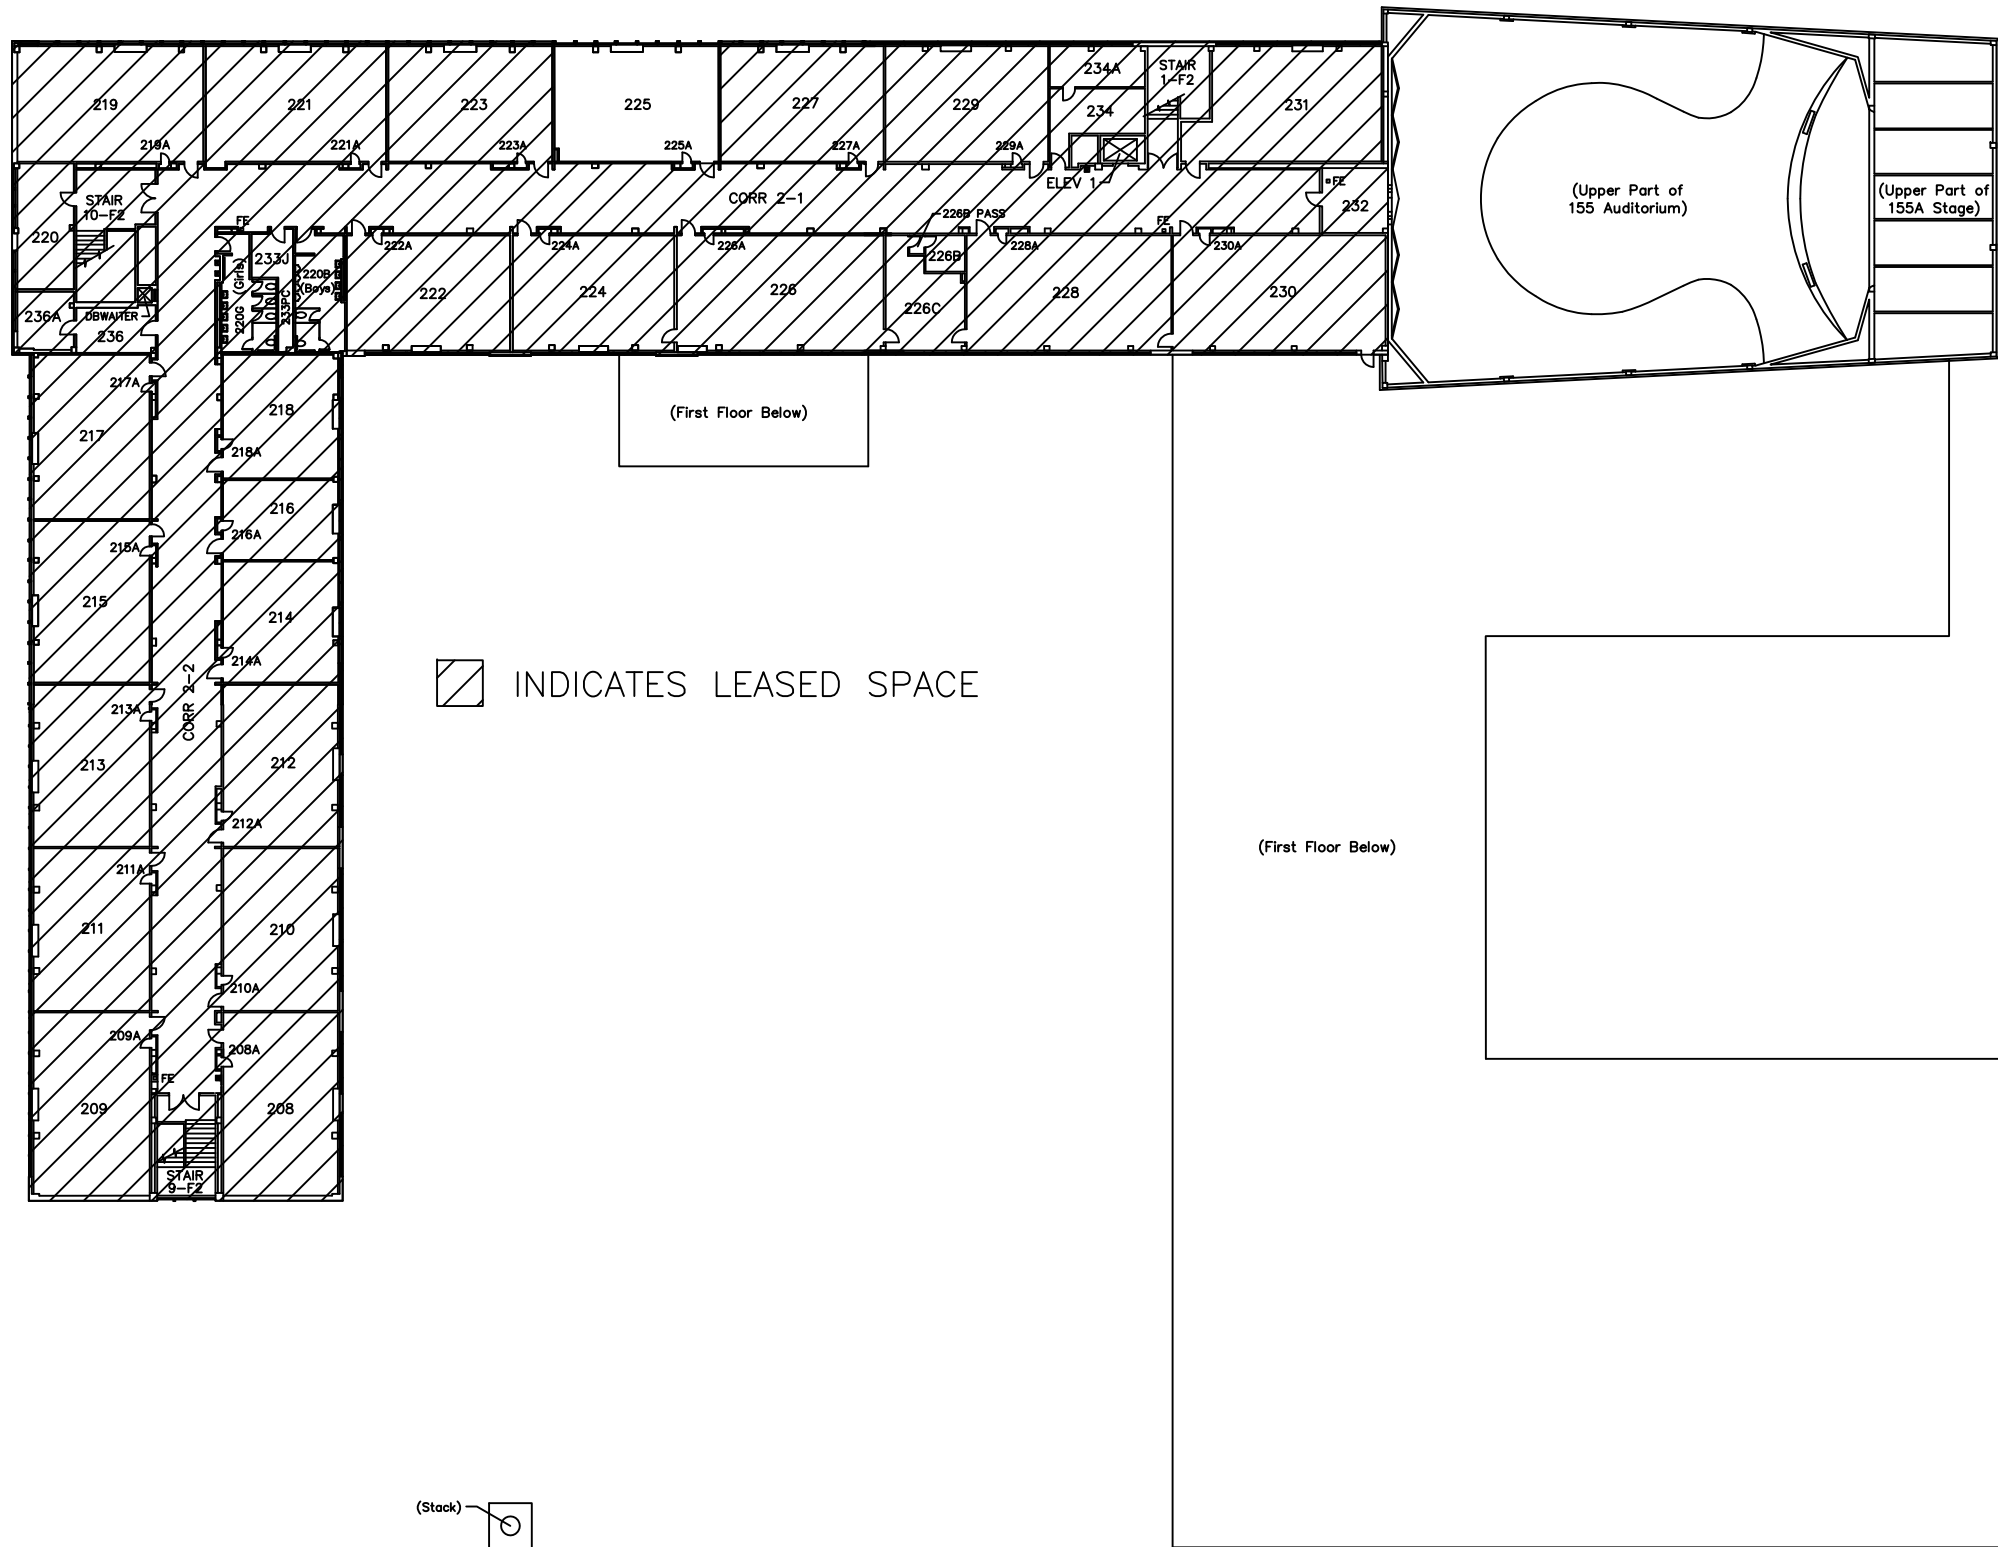 219
221
223
225
227
229
234A
STAIR
1-F2
231
234
219A
221A
223A
225A
227A
229A
ELEV 1
STAIR
10-F2
220
CORR 2-1
FE
232
(Upper Part of
155 Auditorium)
(Upper Part of
155A Stage)
FE
226B PASS
FE
222A
224A
226A
228A
230A
233J
(Girls)
220G
233PC
220B
(Boys)
226B
222
224
226
226C
228
230
236A
DBWAITER
236
217A
217
218
218A
(First Floor Below)
216
216A
215A
215
214
214A
CORR 2-2
INDICATES LEASED SPACE
213A
213
212
212A
211A
211
210
210A
(First Floor Below)
209A
208A
FE
209
208
STAIR
9-F2
(Stack)